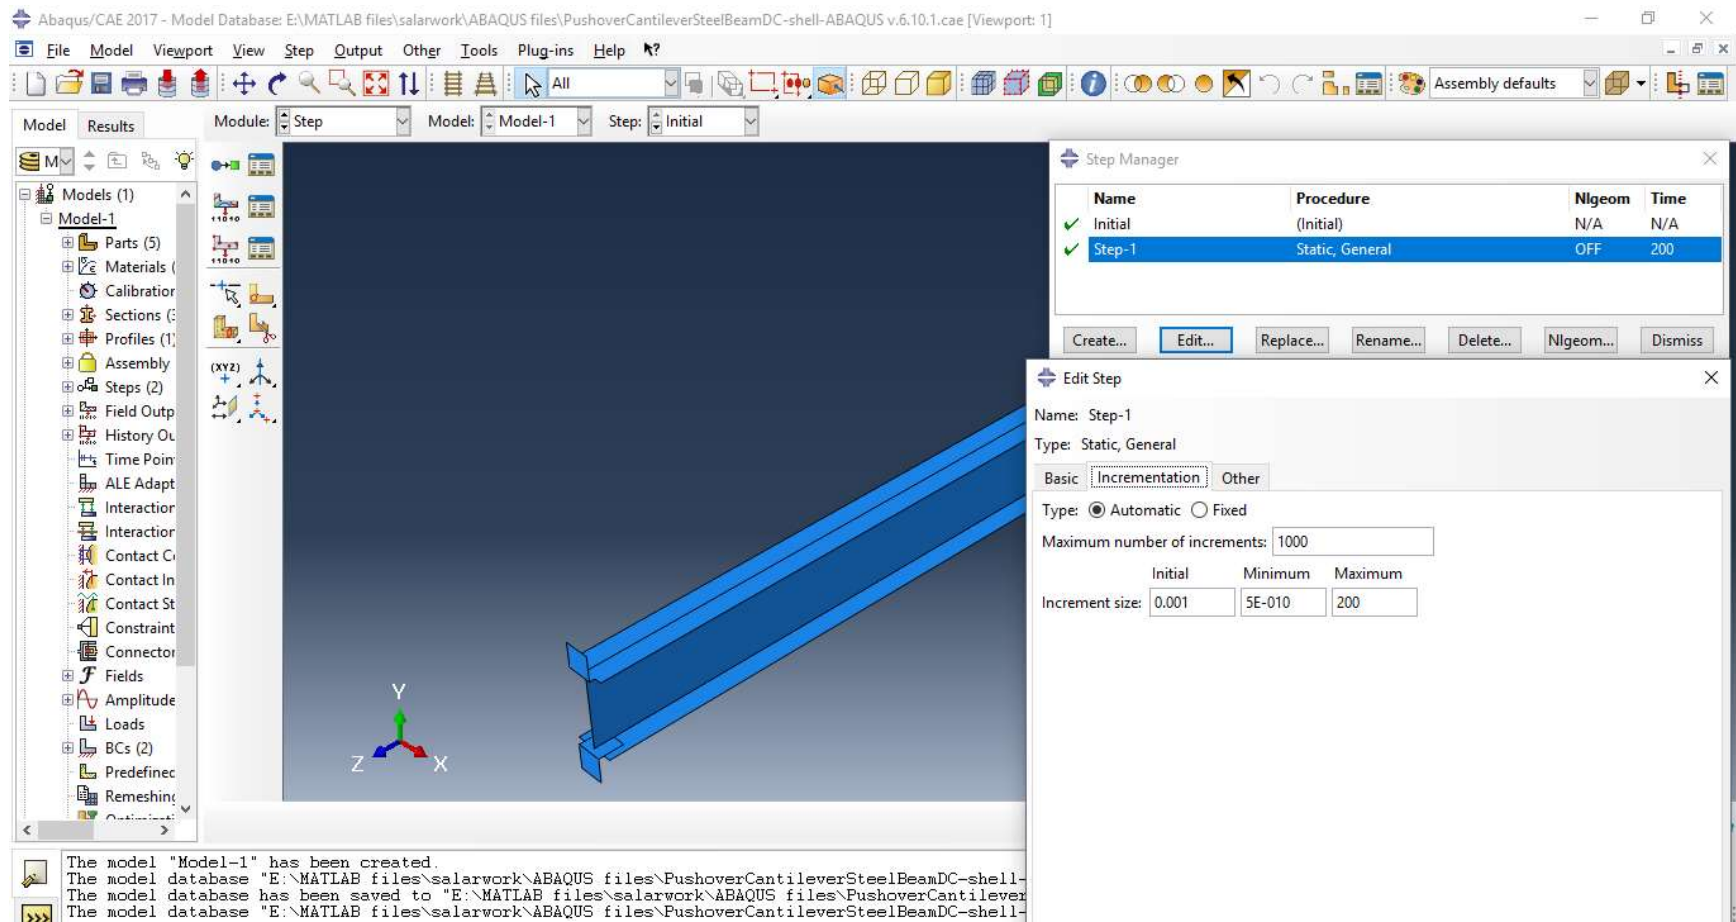 Abaqus/CAE 2017 - Model Database: E:\MATLAB files\salarwork\ABAQUS files\PushoverCantileverSteelBeamDC-shell-ABAQUS v.6.10.1.cae [Viewport: 1]
File Model Viewport View Step Output Other Tools Plug-ins Help
All
Assembly defaults
Model Results
Module: Step Model: Model-1 Step: Initial
M
Models (1)
Model-1
Parts (5)
Materials (
Calibration
Sections (3
Profiles (1)
Assembly
Steps (2)
Field Outp
History Ou
Time Poin
ALE Adapt
Interaction
Interaction
Contact Co
Contact In
Contact St
Constraint
Connector
Fields
Amplitude
Loads
BCs (2)
Predefined
Remeshing
(XYZ)
Y
Z
X
Step Manager
Name Procedure Nlgeom Time
Initial (Initial) N/A N/A
Step-1 Static, General OFF 200
Create... Edit... Replace... Rename... Delete... Nlgeom... Dismiss
Edit Step
Name: Step-1
Type: Static, General
Basic Incrementation Other
Type: Automatic Fixed
Maximum number of increments: 1000
Initial Minimum Maximum
Increment size: 0.001 5E-010 200
The model "Model-1" has been created.
The model database "E:\MATLAB files\salarwork\ABAQUS files\PushoverCantileverSteelBeamDC-shell-
The model database has been saved to "E:\MATLAB files\salarwork\ABAQUS files\PushoverCantilever
The model database "E:\MATLAB files\salarwork\ABAQUS files\PushoverCantileverSteelBeamDC-shell-